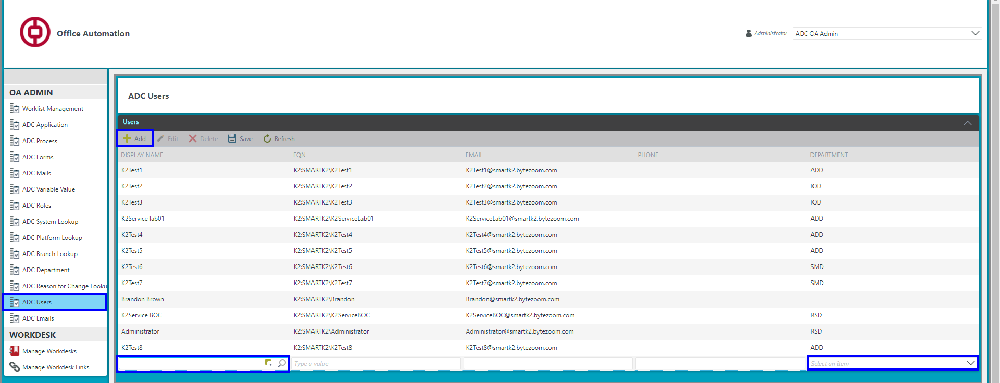 Office Automation
Administrator
ADC OA Admin
OA ADMIN
Worklist Management
ADC Application
ADC Process
ADC Forms
ADC Mails
ADC Variable Value
ADC Roles
ADC System Lookup
ADC Platform Lookup
ADC Branch Lookup
ADC Department
ADC Reason for Change Looku
ADC Users
ADC Emails
WORKDESK
Manage Workdesks
Manage Workdesk Links
ADC Users
Users
Add Edit Delete Save Refresh
DISPLAY NAME FQN EMAIL PHONE DEPARTMENT
K2Test1 K2:SMARTK2\K2Test1 K2Test1@smartk2.bytezoom.com ADD
K2Test2 K2:SMARTK2\K2Test2 K2Test2@smartk2.bytezoom.com IOD
K2Test3 K2:SMARTK2\K2Test3 K2Test3@smartk2.bytezoom.com IOD
K2Service lab01 K2:SMARTK2\K2ServiceLab01 K2ServiceLab01@smartk2.bytezoom.com ADD
K2Test4 K2:SMARTK2\K2Test4 K2Test4@smartk2.bytezoom.com ADD
K2Test5 K2:SMARTK2\K2Test5 K2Test5@smartk2.bytezoom.com ADD
K2Test6 K2:SMARTK2\K2Test6 K2Test6@smartk2.bytezoom.com SMD
K2Test7 K2:SMARTK2\K2Test7 K2Test7@smartk2.bytezoom.com SMD
Brandon Brown K2:SMARTK2\Brandon Brandon@smartk2.bytezoom.com
K2Service BOC K2:SMARTK2\K2ServiceBOC K2ServiceBOC@smartk2.bytezoom.com RSD
Administrator K2:SMARTK2\Administrator Administrator@smartk2.bytezoom.com RSD
K2Test8 K2:SMARTK2\K2Test8 K2Test8@smartk2.bytezoom.com ADD
Type a value Select an item